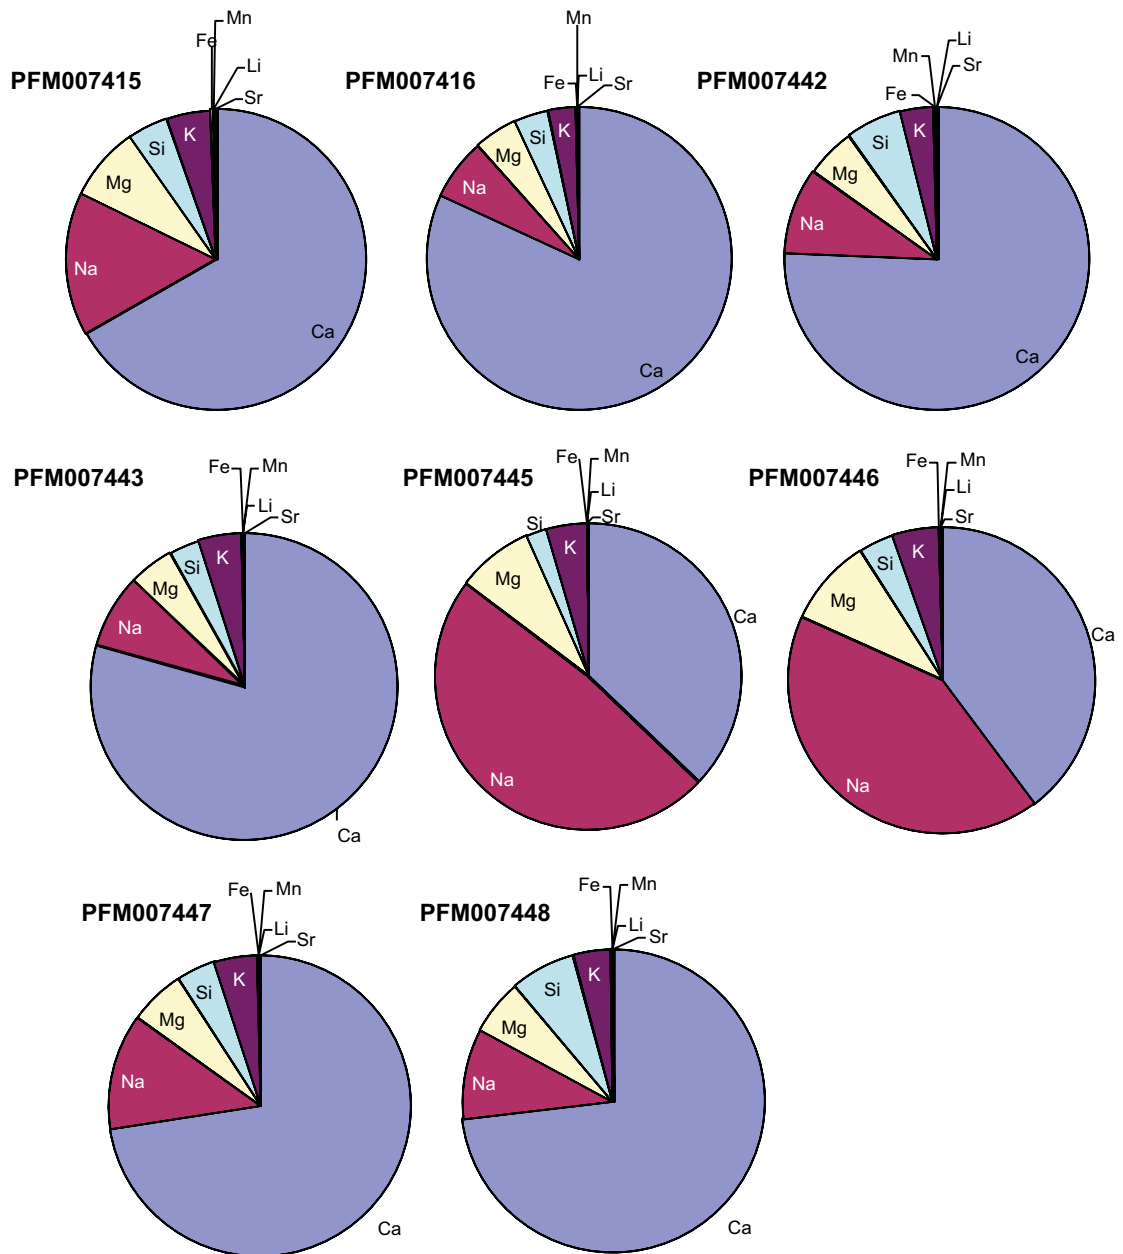 PFM007415
Fe
Mn
Li
Sr
K
Si
Mg
Na
Ca
PFM007416
Mn
Fe
Li
Sr
K
Si
Mg
Na
Ca
PFM007442
Mn
Li
Sr
Fe
K
Si
Mg
Na
Ca
PFM007443
Fe
Mn
Li
Sr
K
Si
Mg
Na
Ca
PFM007445
Fe
Mn
Li
Sr
Si
K
Mg
Ca
Na
PFM007446
Fe
Mn
Li
Sr
K
Si
Mg
Ca
Na
PFM007447
Fe
Mn
Li
Sr
K
Si
Mg
Na
Ca
PFM007448
Fe
Mn
Li
Sr
K
Si
Mg
Na
Ca